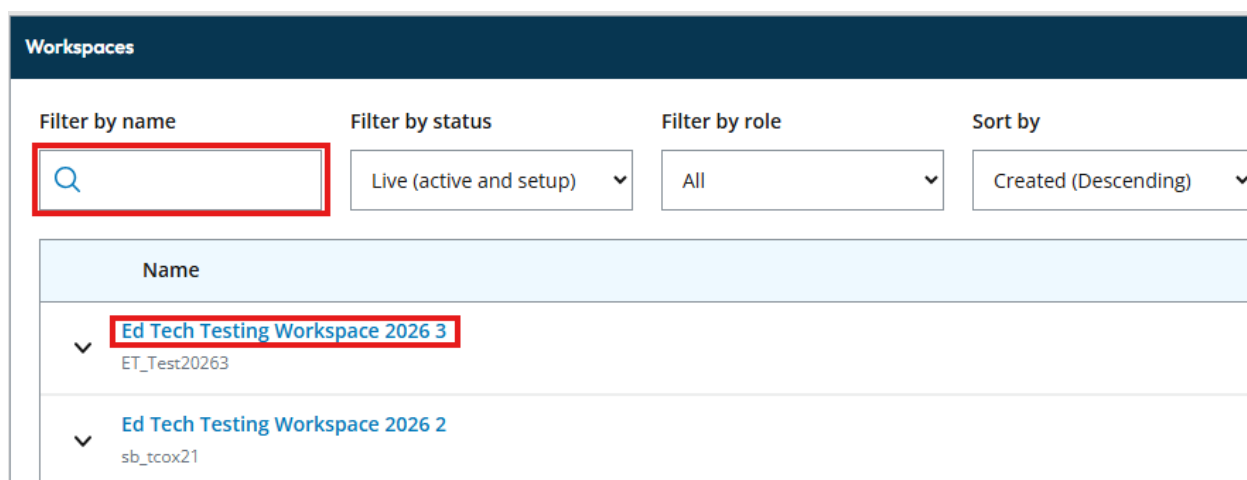 Workspaces
Filter by name Filter by status Filter by role Sort by
Live (active and setup) All Created (Descending)
Name
Ed Tech Testing Workspace 2026 3
ET_Test20263
Ed Tech Testing Workspace 2026 2
sb_tcox21